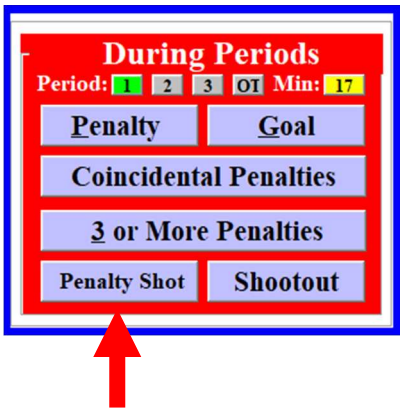 During Periods
Period: 1 2 3 OT Min: 17
Penalty Goal
Coincidental Penalties
3 or More Penalties
Penalty Shot Shootout